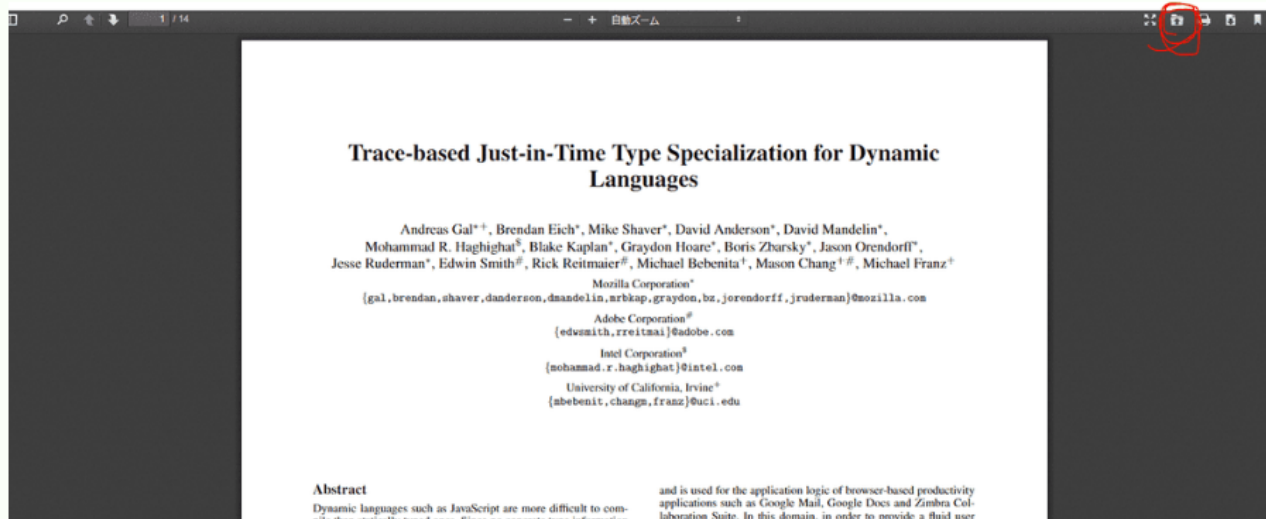 1 / 14
自動ズーム
Trace-based Just-in-Time Type Specialization for Dynamic
Languages
Andreas Gal*+, Brendan Eich*, Mike Shaver*, David Anderson*, David Mandelin*,
Mohammad R. Haghighat$, Blake Kaplan*, Graydon Hoare*, Boris Zbarsky*, Jason Orendorff*,
Jesse Ruderman*, Edwin Smith#, Rick Reitmaier#, Michael Bebenita+, Mason Chang+#, Michael Franz+
Mozilla Corporation*
{gal,brendan,shaver,danderson,dmandelin,mrbkap,graydon,bz,jorendorff,jruderman}@mozilla.com
Adobe Corporation#
{edwsmith,rreitmai}@adobe.com
Intel Corporation$
{mohammad.r.haghighat}@intel.com
University of California, Irvine+
{mbebenit,changm,franz}@uci.edu
Abstract
Dynamic languages such as JavaScript are more difficult to com-
and is used for the application logic of browser-based productivity
applications such as Google Mail, Google Docs and Zimbra Col-
laboration Suite. In this domain, in order to provide a fluid user